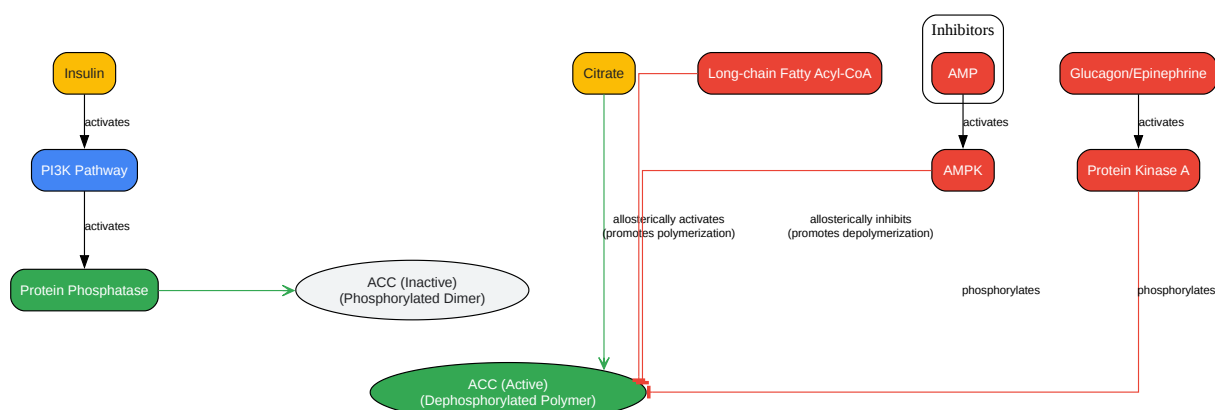 Inhibitors
Insulin
Citrate
Long-chain Fatty Acyl-CoA
AMP
Glucagon/Epinephrine
activates
activates
activates
PI3K Pathway
AMPK
Protein Kinase A
activates
allosterically activates
(promotes polymerization)
allosterically inhibits
(promotes depolymerization)
Protein Phosphatase
ACC (Inactive)
(Phosphorylated Dimer)
phosphorylates
phosphorylates
ACC (Active)
(Dephosphorylated Polymer)